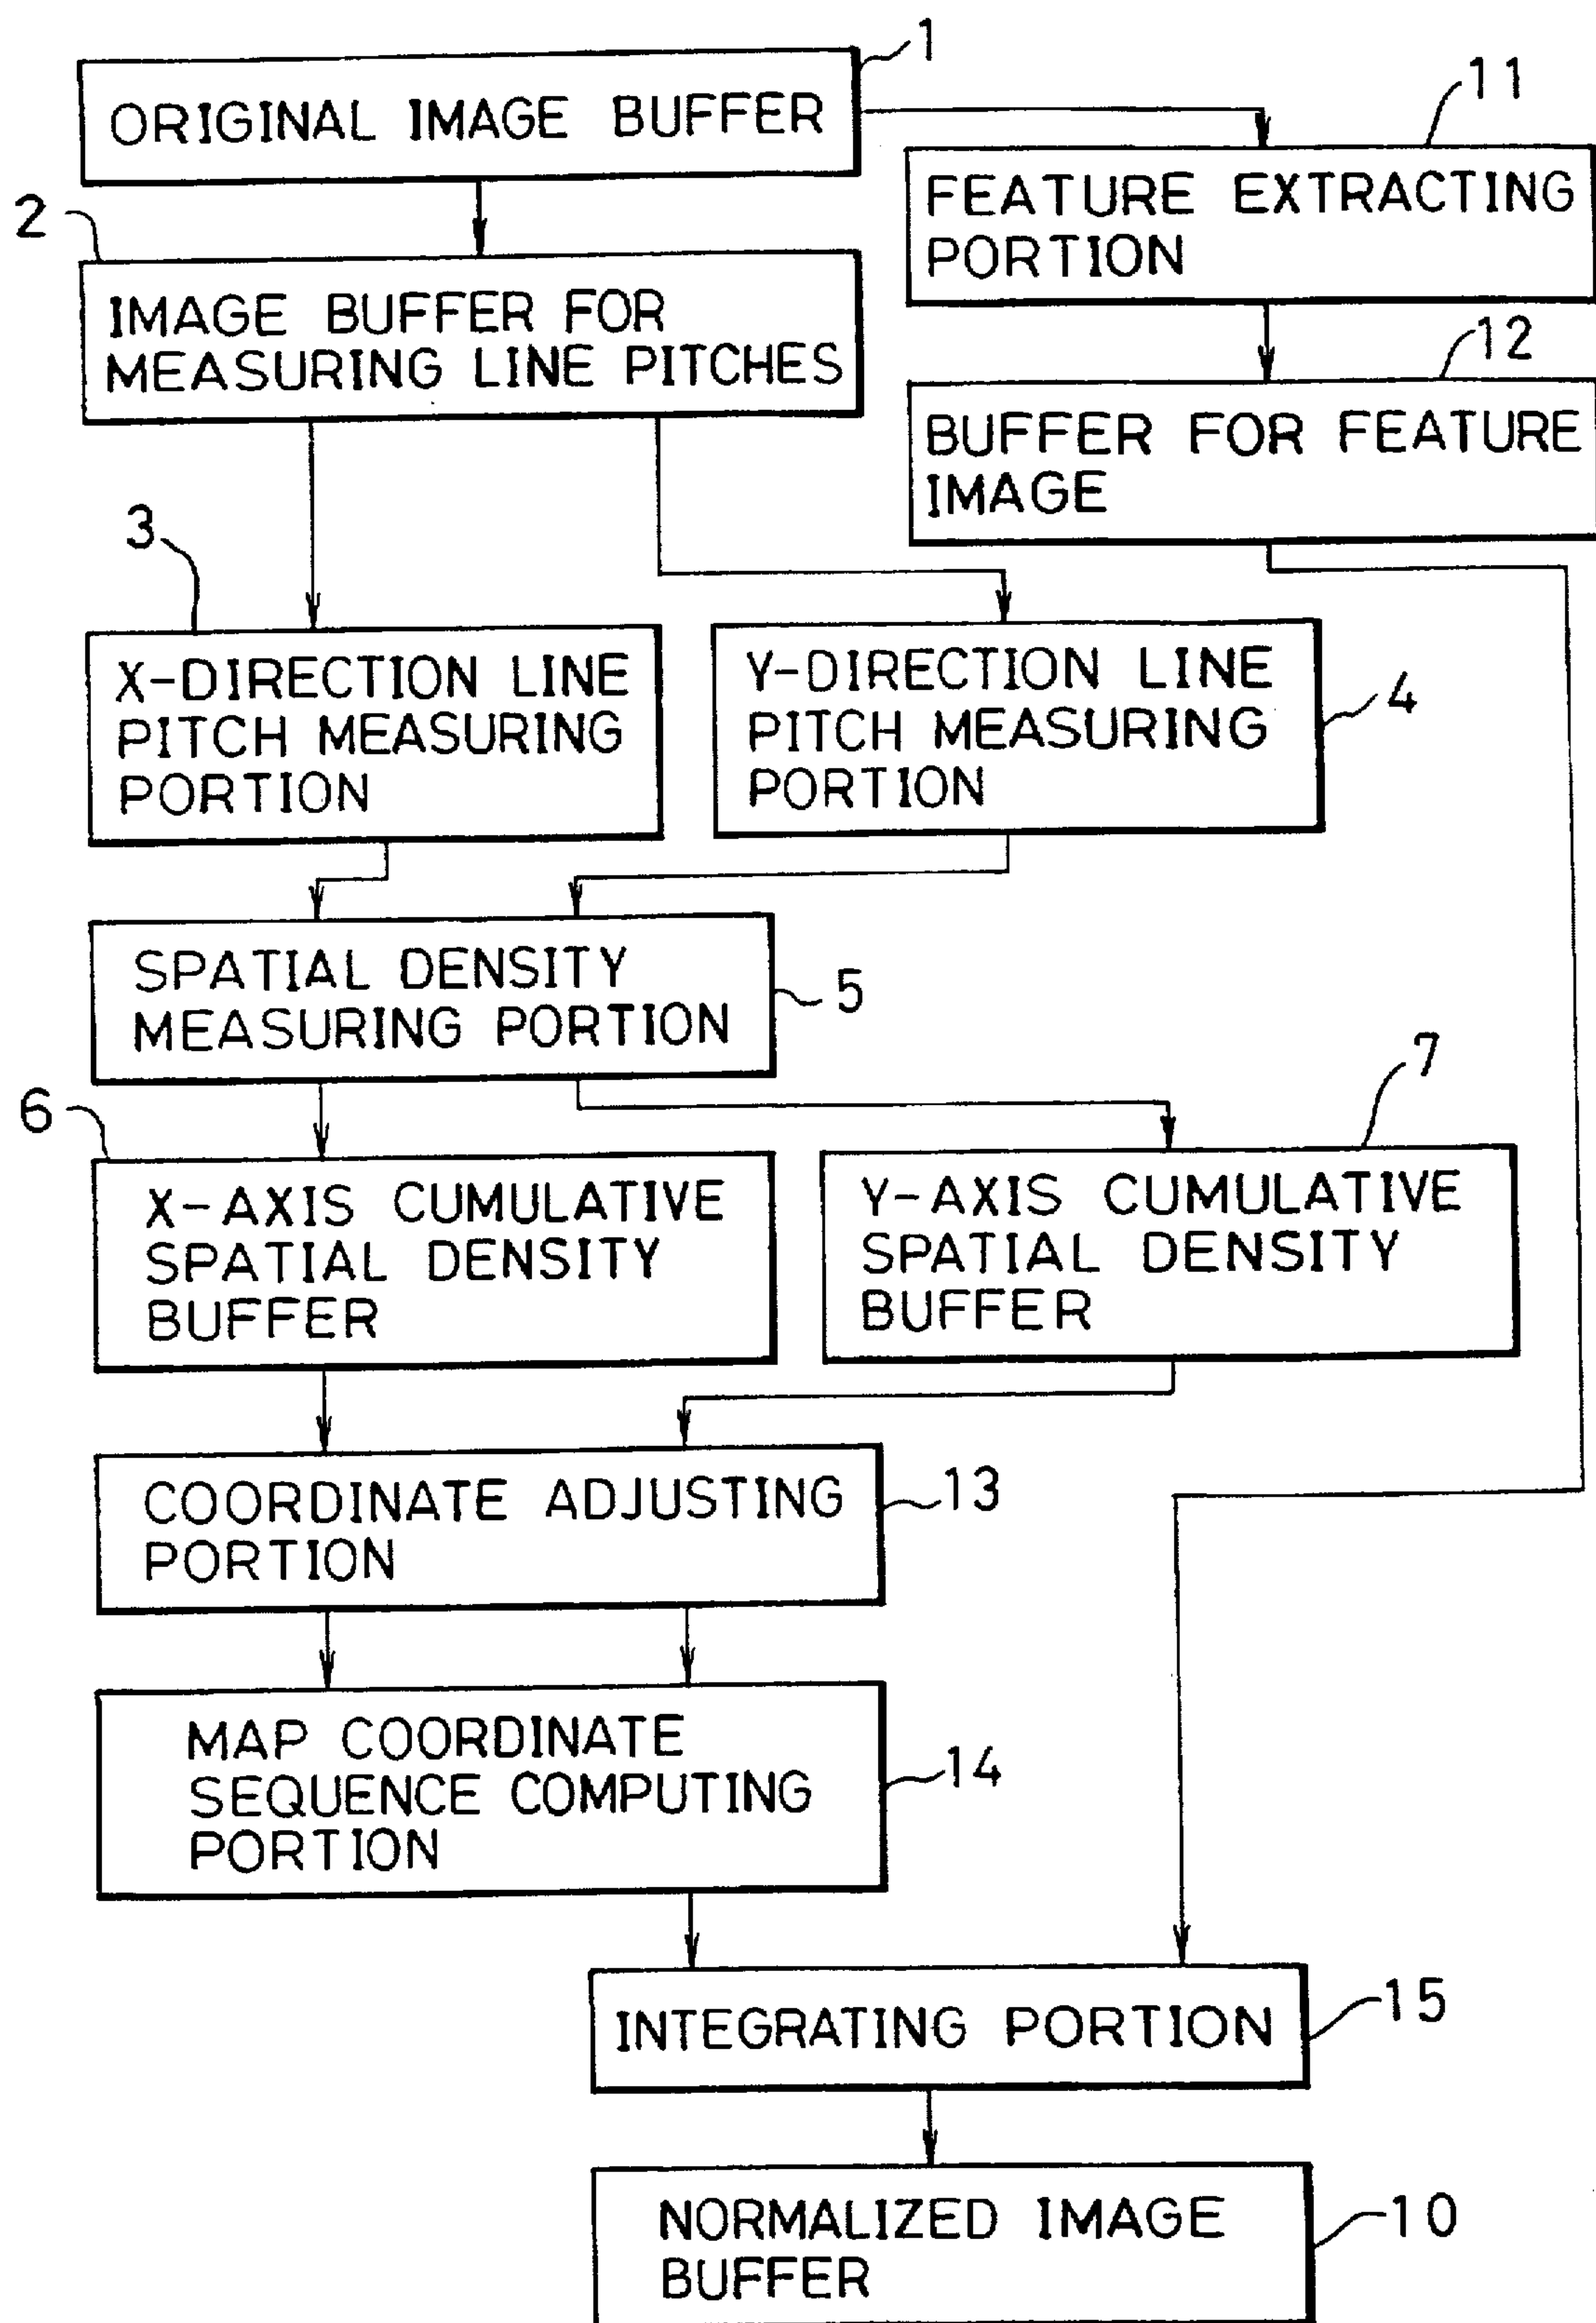 1
ORIGINAL IMAGE BUFFER
11
FEATURE EXTRACTING
PORTION
2
IMAGE BUFFER FOR
MEASURING LINE PITCHES
12
BUFFER FOR FEATURE
IMAGE
3
X-DIRECTION LINE
PITCH MEASURING
PORTION
Y-DIRECTION LINE
PITCH MEASURING
PORTION
4
SPATIAL DENSITY
MEASURING PORTION
5
6
X-AXIS CUMULATIVE
SPATIAL DENSITY
BUFFER
7
Y-AXIS CUMULATIVE
SPATIAL DENSITY
BUFFER
COORDINATE ADJUSTING
PORTION
13
MAP COORDINATE
SEQUENCE COMPUTING
PORTION
14
INTEGRATING PORTION
15
NORMALIZED IMAGE
BUFFER
10